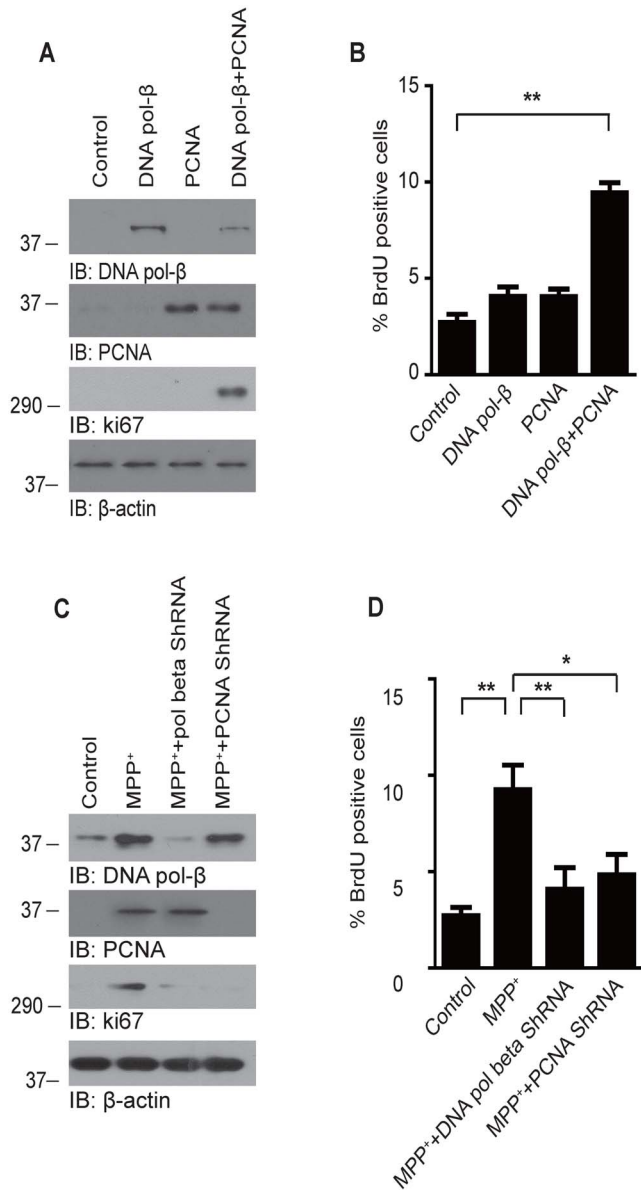 A
Control
DNA pol-β
PCNA
DNA pol-β+PCNA
37
IB: DNA pol-β
37
IB: PCNA
290
IB: ki67
37
IB: β-actin
B
% BrdU positive cells
15
10
5
0
**
Control
DNA pol-β
PCNA
DNA pol-β+PCNA
C
Control
MPP⁺
MPP⁺+pol beta ShRNA
MPP⁺+PCNA ShRNA
37
IB: DNA pol-β
37
IB: PCNA
290
IB: ki67
37
IB: β-actin
D
% BrdU positive cells
15
10
5
0
*
** **
Control
MPP⁺
MPP⁺+DNA pol beta ShRNA
MPP⁺+PCNA ShRNA